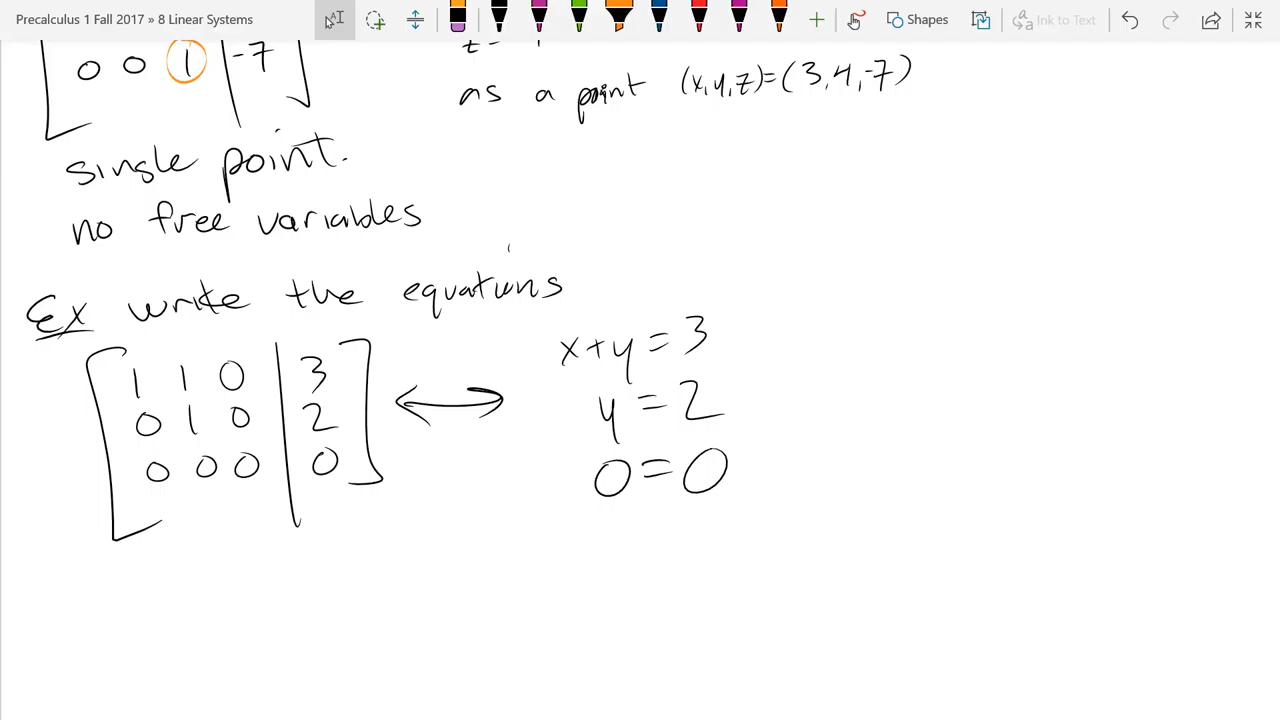 Precalculus 1 Fall 2017 » 8 Linear Systems
Shapes
Ink to Text
0 0 1 | -7
as a point (x,y,z)=(3,4,-7)
single point.
no free variables
Ex write the equations
1 1 0 | 3
x+y=3
0 1 0 | 2
y=2
0 0 0 | 0
0=0